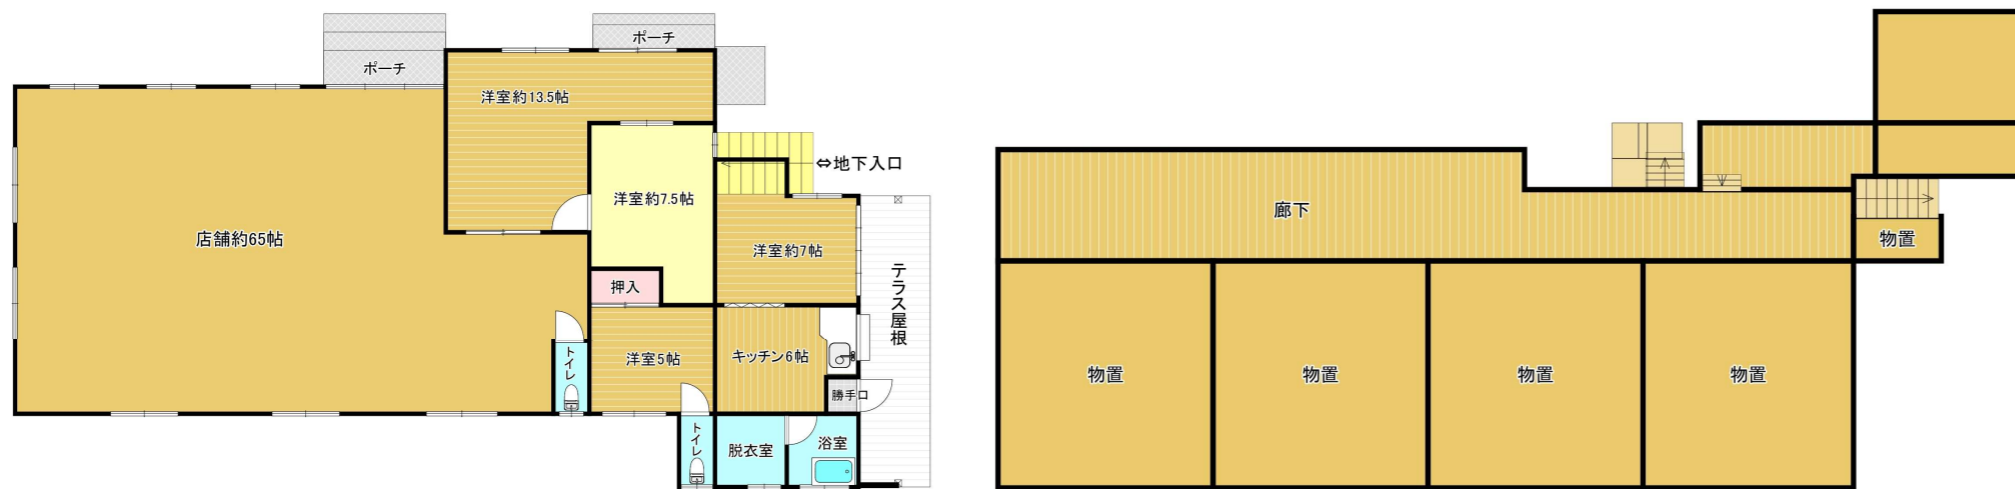 ポーチ
ポーチ
洋室約13.5帖
⇔地下入口
洋室約7.5帖
店舗約65帖
洋室約7帖
押入
テラス屋根
トイレ
洋室5帖
キッチン6帖
勝手口
トイレ
脱衣室
浴室
廊下
物置
物置
物置
物置
物置